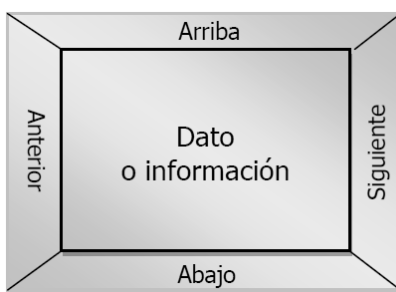 Arriba
Anterior
Dato
o información
Siguiente
Abajo